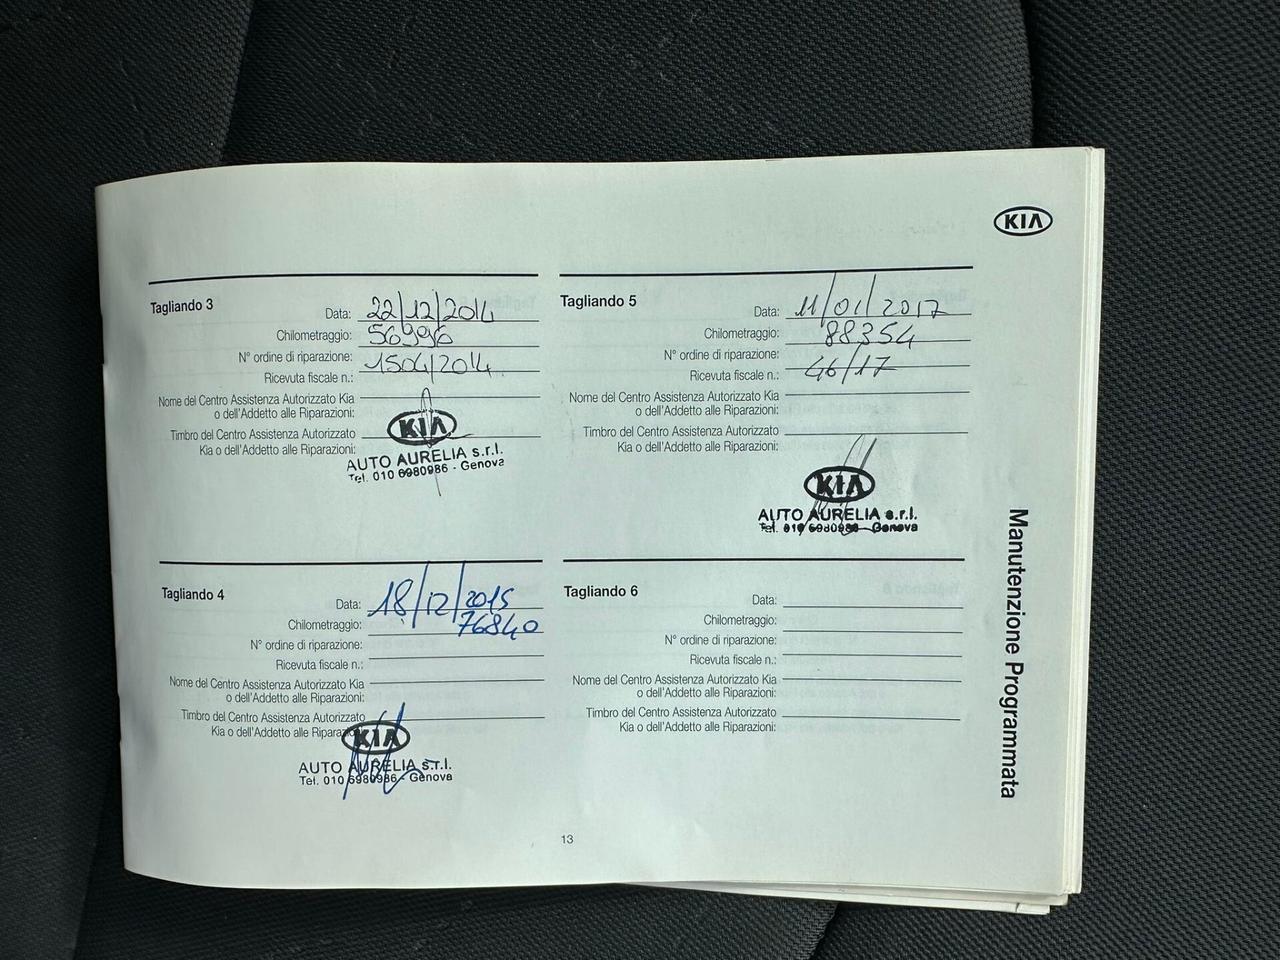 KIA
Tagliando 3
Data: 22/12/2014
Chilometraggio: 56996
N° ordine di riparazione: 1504/2014
Ricevuta fiscale n.:
Nome del Centro Assistenza Autorizzato Kia
o dell'Addetto alle Riparazioni:
Timbro del Centro Assistenza Autorizzato
Kia o dell'Addetto alle Riparazioni:
KIA
AUTO AURELIA s.r.l.
Tel. 010 6980986 - Genova
Tagliando 4
Data: 18/12/2015
Chilometraggio: 76840
N° ordine di riparazione:
Ricevuta fiscale n.:
Nome del Centro Assistenza Autorizzato Kia
o dell'Addetto alle Riparazioni:
Timbro del Centro Assistenza Autorizzato
Kia o dell'Addetto alle Riparazioni:
KIA
AUTO AURELIA s.r.l.
Tel. 010 6980986 - Genova
Tagliando 5
Data: 11/01/2017
Chilometraggio: 88354
N° ordine di riparazione: 46/17
Ricevuta fiscale n.:
Nome del Centro Assistenza Autorizzato Kia
o dell'Addetto alle Riparazioni:
Timbro del Centro Assistenza Autorizzato
Kia o dell'Addetto alle Riparazioni:
KIA
AUTO AURELIA s.r.l.
Tel. 010 6980986 - Genova
Tagliando 6
Data:
Chilometraggio:
N° ordine di riparazione:
Ricevuta fiscale n.:
Nome del Centro Assistenza Autorizzato Kia
o dell'Addetto alle Riparazioni:
Timbro del Centro Assistenza Autorizzato
Kia o dell'Addetto alle Riparazioni:
Manutenzione Programmata
13